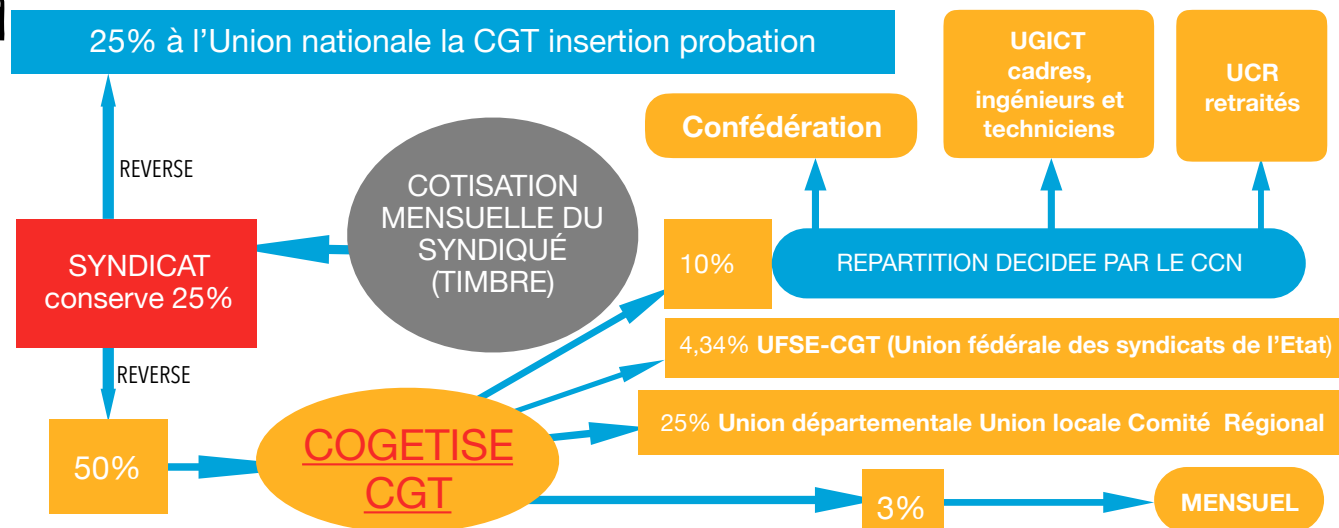 25% à l'Union nationale la CGT insertion probation
UGICT
cadres,
ingénieurs et
techniciens
UCR
retraités
Confédération
REVERSE
COTISATION
MENSUELLE DU
SYNDIQUÉ
(TIMBRE)
SYNDICAT
conserve 25%
10%
REPARTITION DECIDEE PAR LE CCN
4,34% UFSE-CGT (Union fédérale des syndicats de l'Etat)
REVERSE
25% Union départementale Union locale Comité Régional
50%
COGETISE
CGT
3%
MENSUEL